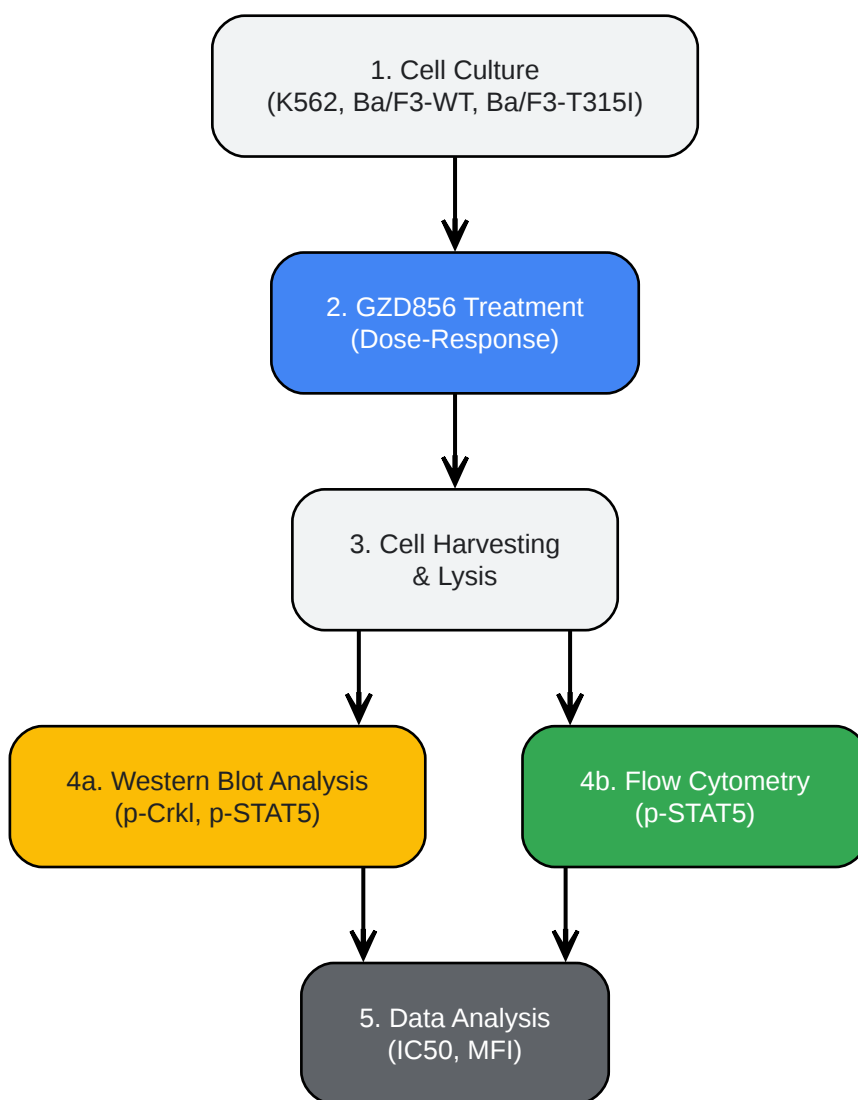 1. Cell Culture
(K562, Ba/F3-WT, Ba/F3-T315I)
2. GZD856 Treatment
(Dose-Response)
3. Cell Harvesting
& Lysis
4a. Western Blot Analysis
(p-Crkl, p-STAT5)
4b. Flow Cytometry
(p-STAT5)
5. Data Analysis
(IC50, MFI)